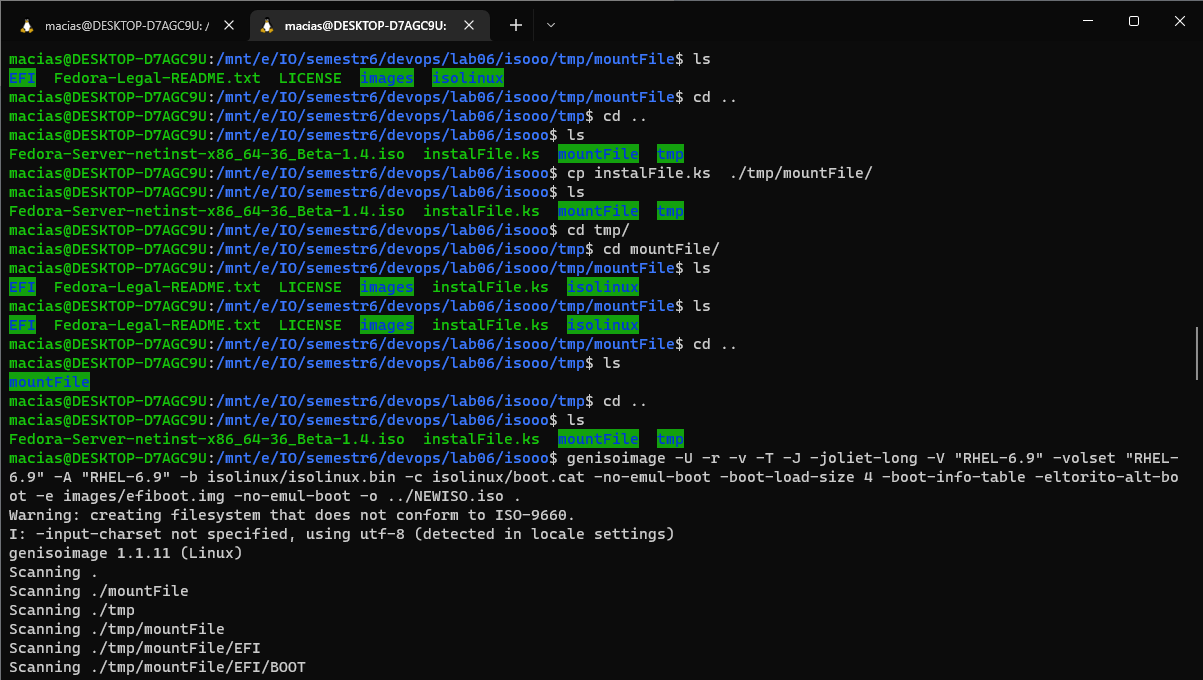 macias@DESKTOP-D7AGC9U: /
macias@DESKTOP-D7AGC9U:
macias@DESKTOP-D7AGC9U:/mnt/e/IO/semestr6/devops/lab06/isooo/tmp/mountFile$ ls
EFI  Fedora-Legal-README.txt  LICENSE  images  isolinux
macias@DESKTOP-D7AGC9U:/mnt/e/IO/semestr6/devops/lab06/isooo/tmp/mountFile$ cd ..
macias@DESKTOP-D7AGC9U:/mnt/e/IO/semestr6/devops/lab06/isooo/tmp$ cd ..
macias@DESKTOP-D7AGC9U:/mnt/e/IO/semestr6/devops/lab06/isooo$ ls
Fedora-Server-netinst-x86_64-36_Beta-1.4.iso  instalFile.ks  mountFile  tmp
macias@DESKTOP-D7AGC9U:/mnt/e/IO/semestr6/devops/lab06/isooo$ cp instalFile.ks  ./tmp/mountFile/
macias@DESKTOP-D7AGC9U:/mnt/e/IO/semestr6/devops/lab06/isooo$ ls
Fedora-Server-netinst-x86_64-36_Beta-1.4.iso  instalFile.ks  mountFile  tmp
macias@DESKTOP-D7AGC9U:/mnt/e/IO/semestr6/devops/lab06/isooo$ cd tmp/
macias@DESKTOP-D7AGC9U:/mnt/e/IO/semestr6/devops/lab06/isooo/tmp$ cd mountFile/
macias@DESKTOP-D7AGC9U:/mnt/e/IO/semestr6/devops/lab06/isooo/tmp/mountFile$ ls
EFI  Fedora-Legal-README.txt  LICENSE  images  instalFile.ks  isolinux
macias@DESKTOP-D7AGC9U:/mnt/e/IO/semestr6/devops/lab06/isooo/tmp/mountFile$ ls
EFI  Fedora-Legal-README.txt  LICENSE  images  instalFile.ks  isolinux
macias@DESKTOP-D7AGC9U:/mnt/e/IO/semestr6/devops/lab06/isooo/tmp/mountFile$ cd ..
macias@DESKTOP-D7AGC9U:/mnt/e/IO/semestr6/devops/lab06/isooo/tmp$ ls
mountFile
macias@DESKTOP-D7AGC9U:/mnt/e/IO/semestr6/devops/lab06/isooo/tmp$ cd ..
macias@DESKTOP-D7AGC9U:/mnt/e/IO/semestr6/devops/lab06/isooo$ ls
Fedora-Server-netinst-x86_64-36_Beta-1.4.iso  instalFile.ks  mountFile  tmp
macias@DESKTOP-D7AGC9U:/mnt/e/IO/semestr6/devops/lab06/isooo$ genisoimage -U -r -v -T -J -joliet-long -V "RHEL-6.9" -volset "RHEL-
6.9" -A "RHEL-6.9" -b isolinux/isolinux.bin -c isolinux/boot.cat -no-emul-boot -boot-load-size 4 -boot-info-table -eltorito-alt-bo
ot -e images/efiboot.img -no-emul-boot -o ../NEWISO.iso .
Warning: creating filesystem that does not conform to ISO-9660.
I: -input-charset not specified, using utf-8 (detected in locale settings)
genisoimage 1.1.11 (Linux)
Scanning .
Scanning ./mountFile
Scanning ./tmp
Scanning ./tmp/mountFile
Scanning ./tmp/mountFile/EFI
Scanning ./tmp/mountFile/EFI/BOOT